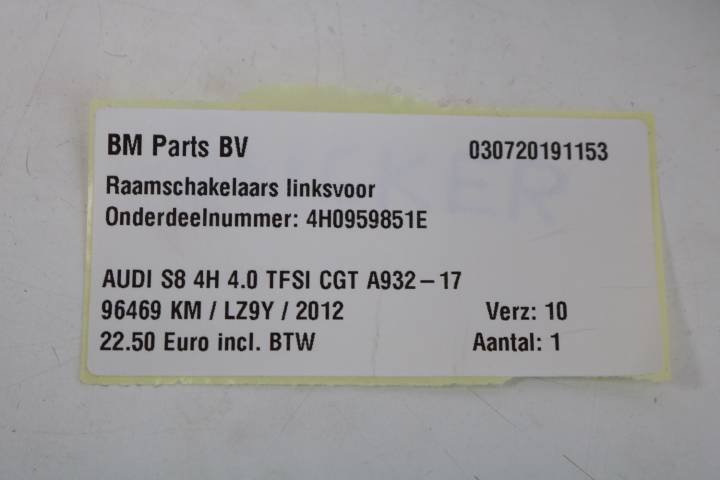 BM Parts BV 030720191153
Raamschakelaars linksvoor
Onderdeelnummer: 4H0959851E
AUDI S8 4H 4.0 TFSI CGT A932-17
96469 KM / LZ9Y / 2012 Verz: 10
22.50 Euro incl. BTW Aantal: 1